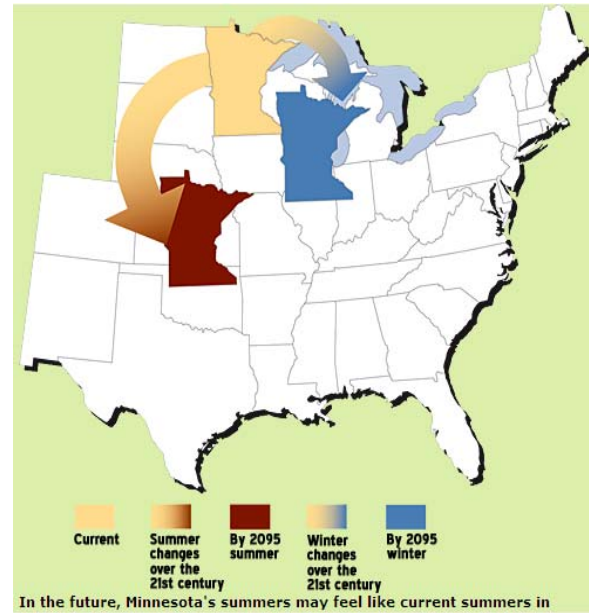 Current
Summer
changes
over the
21st century
By 2095
summer
Winter
changes
over the
21st century
By 2095
winter
In the future, Minnesota's summers may feel like current summers in